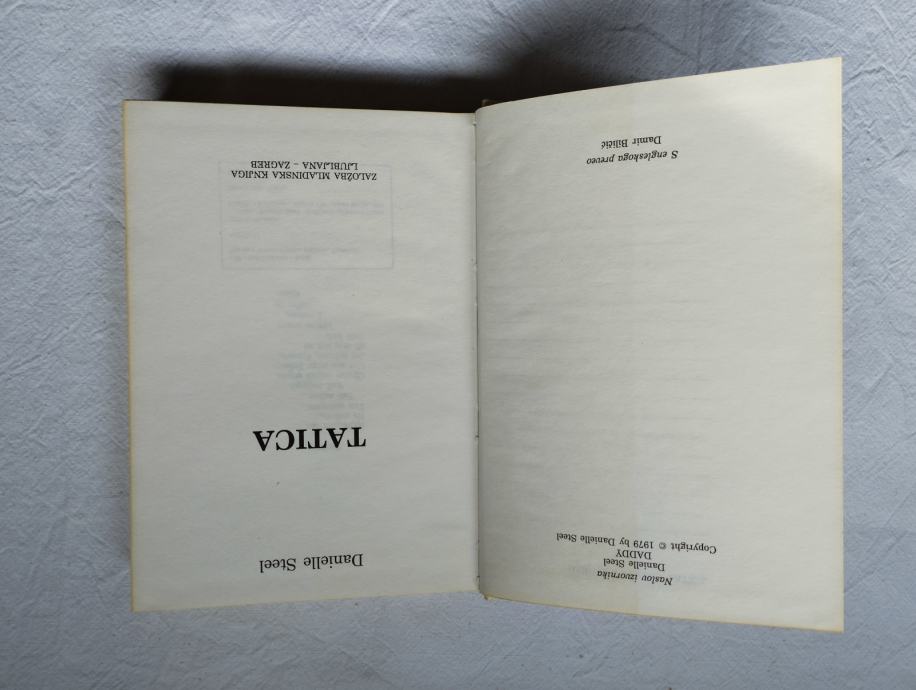 Naslov izvornika
Danielle Steel
DADDY
Copyright © 1979 by Danielle Steel
S engleskoga preveo
Damir Biličić
Danielle Steel
TATICA
ZALOŽBA MLADINSKA KNJIGA
LJUBLJANA – ZAGREB